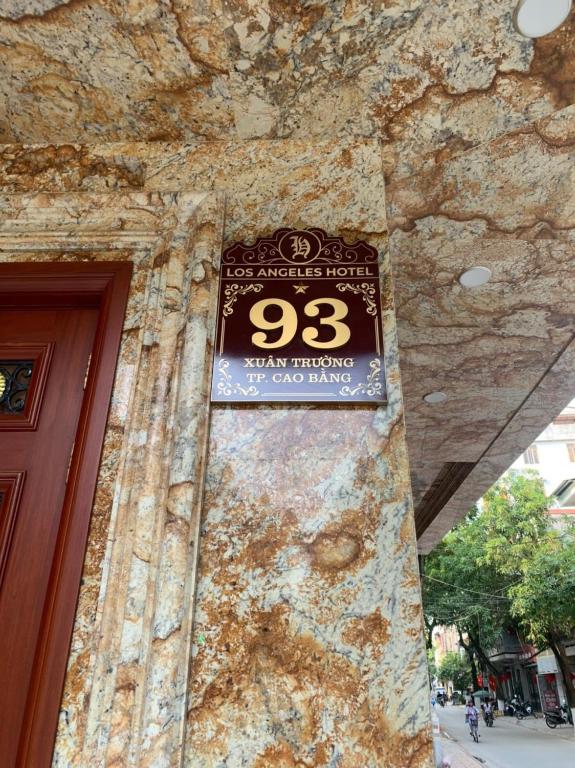 H
LOS ANGELES HOTEL
93
XUÂN TRƯỜNG
TP. CAO BẰNG